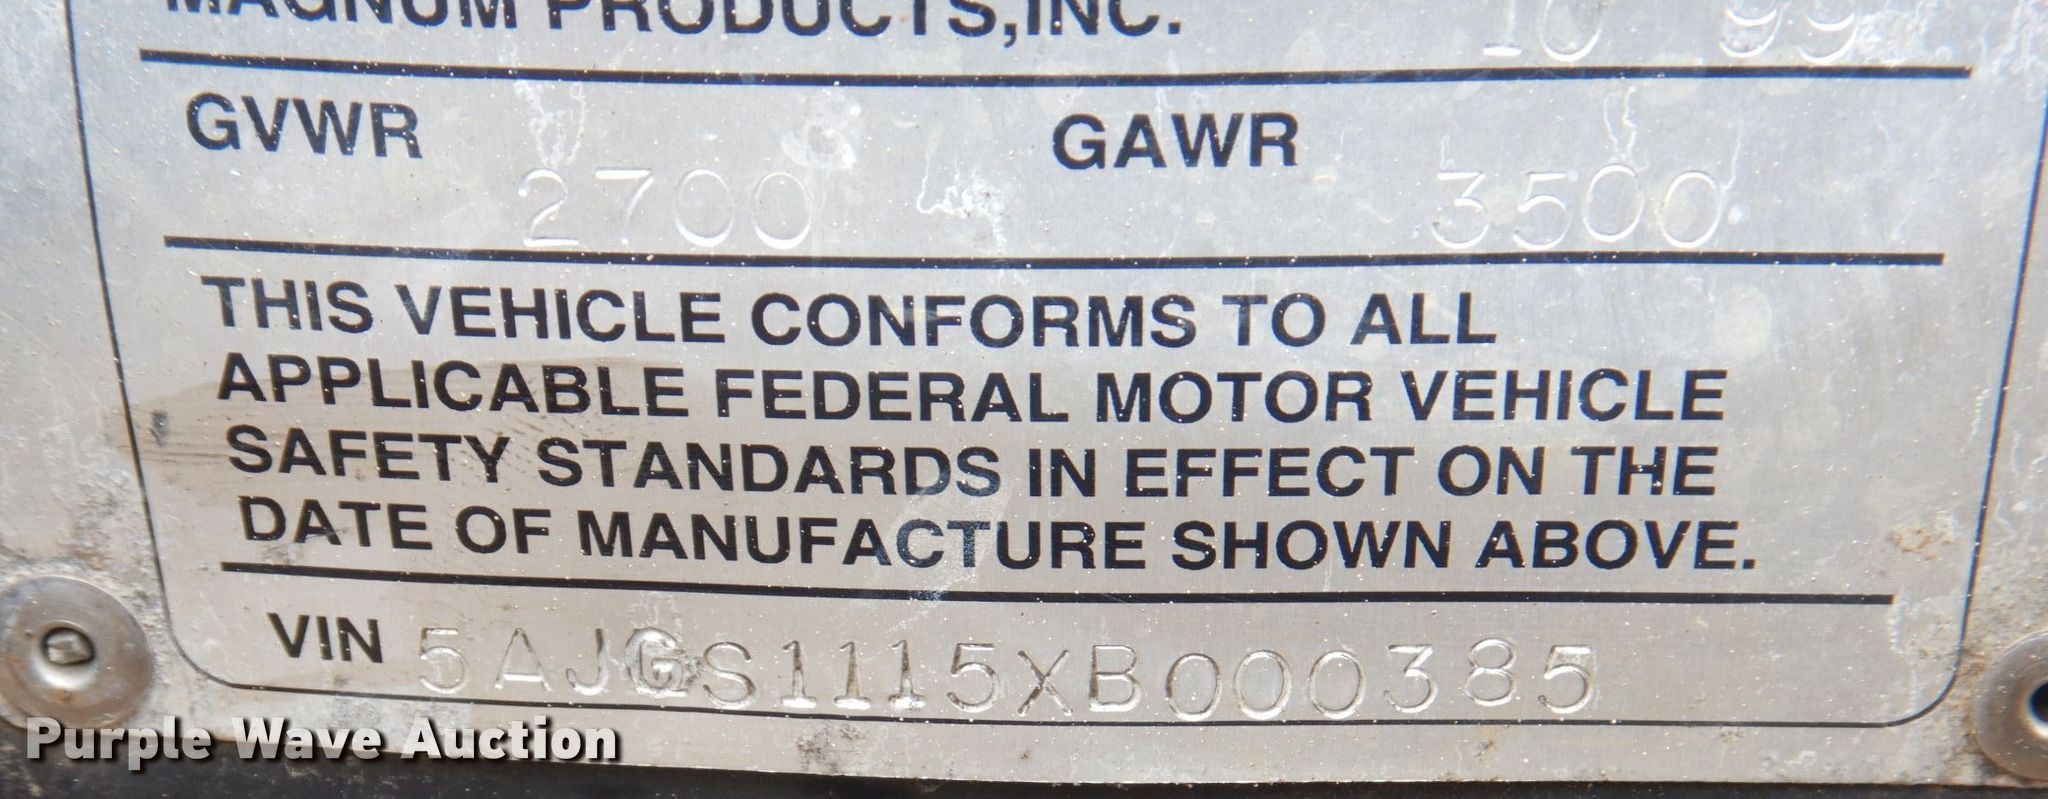 MAGNUM PRODUCTS,INC. 10 99
GVWR 2700 GAWR 3500
THIS VEHICLE CONFORMS TO ALL
APPLICABLE FEDERAL MOTOR VEHICLE
SAFETY STANDARDS IN EFFECT ON THE
DATE OF MANUFACTURE SHOWN ABOVE.
VIN 5AJGS1115XB000385
Purple Wave Auction